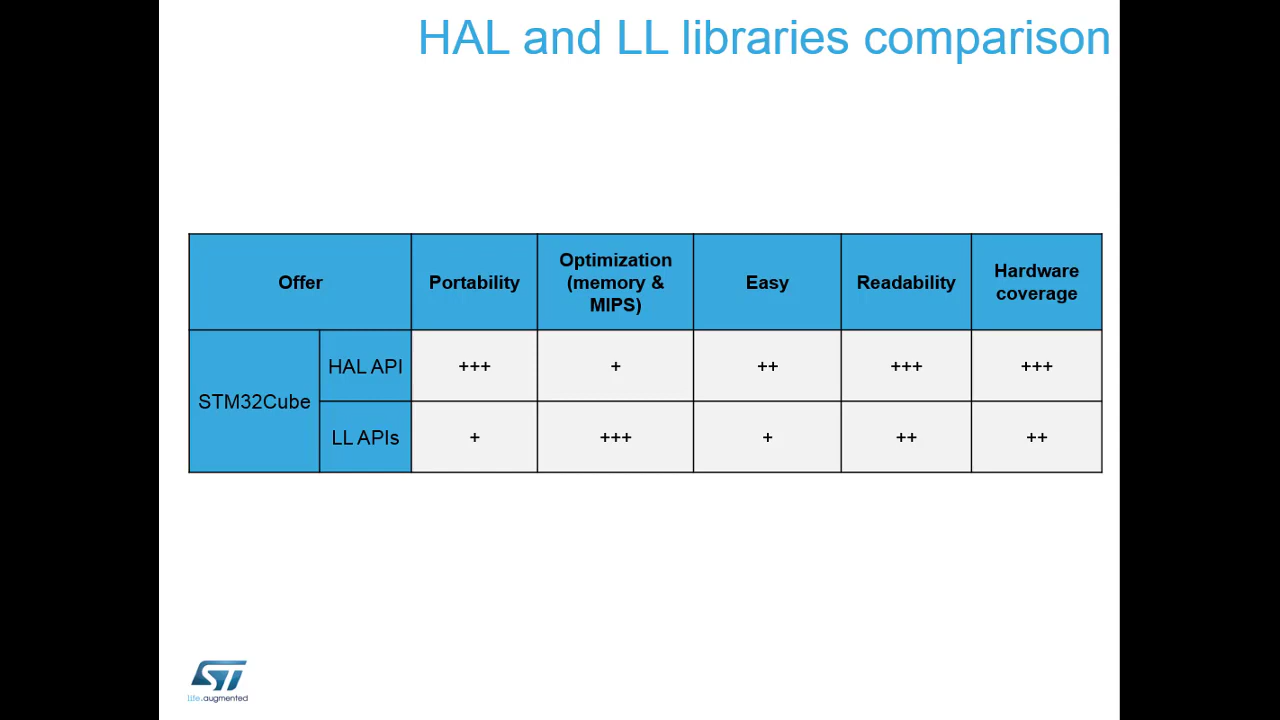 HAL and LL libraries comparison
Offer
Portability
Optimization
(memory &
MIPS)
Easy
Readability
Hardware
coverage
STM32Cube
HAL API
+++
+
++
+++
+++
LL APIs
+
+++
+
++
++
ST
life.augmented